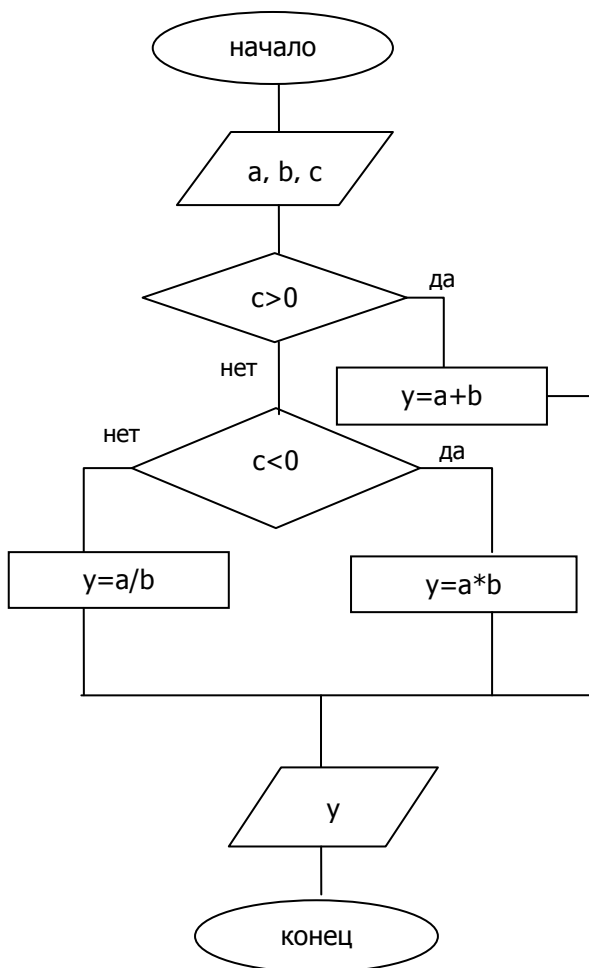 начало
a, b, c
c>0
да
нет
y=a+b
нет
c<0
да
y=a/b
y=a*b
y
конец